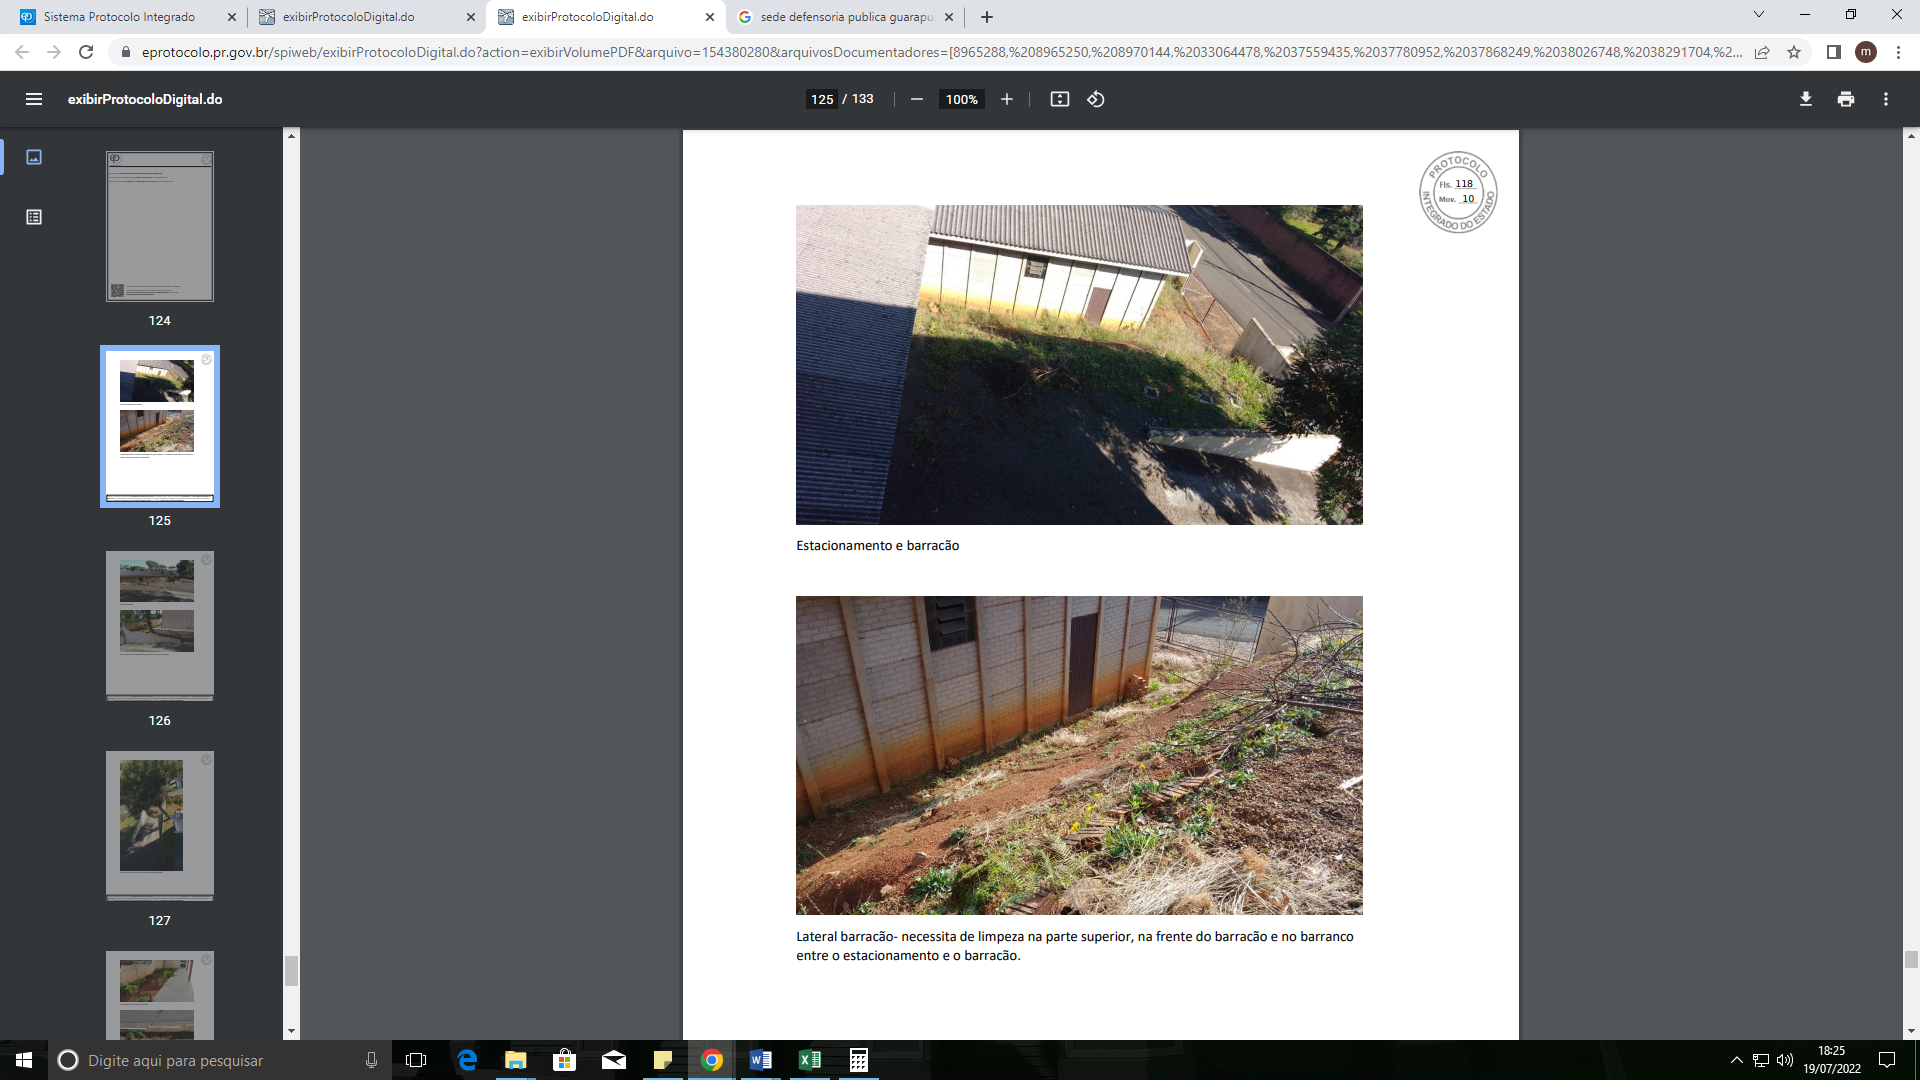 Sistema Protocolo Integrado
exibirProtocoloDigital.do
exibirProtocoloDigital.do
sede defensoria publica guarapu
eprotocolo.pr.gov.br/spiweb/exibirProtocoloDigital.do?action=exibirVolumePDF&arquivo=154380280&arquivosDocumentadores=[8965288,%208965250,%208970144,%2033064478,%2037559435,%2037780952,%2037868249,%2038026748,%2038291704,%2...
m
exibirProtocoloDigital.do
125 / 133
100%
124
125
126
127
PROTOCOLO
Fls. 118
Mov. 10
INTEGRADO DO ESTADO
Estacionamento e barracão
Lateral barracão- necessita de limpeza na parte superior, na frente do barracão e no barranco
entre o estacionamento e o barracão.
Digite aqui para pesquisar
18:25
19/07/2022